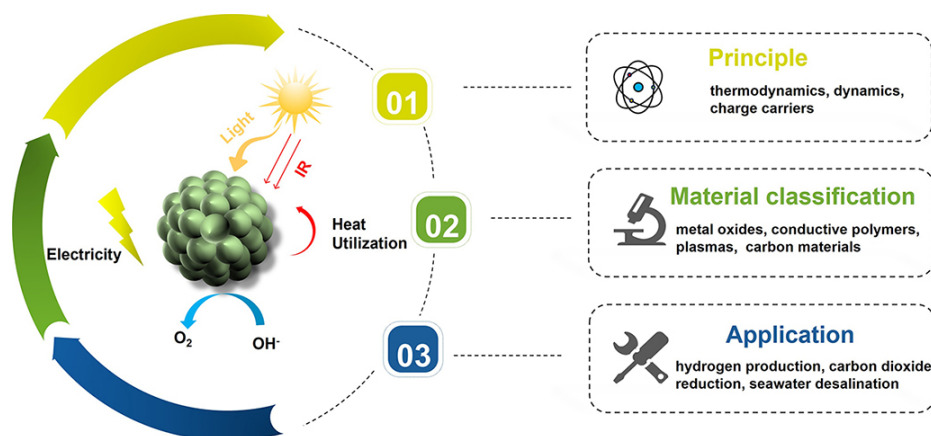 Light
IR
Electricity
Heat
Utilization
O₂
OH⁻
01
Principle
thermodynamics, dynamics,
charge carriers
02
Material classification
metal oxides, conductive polymers,
plasmas, carbon materials
03
Application
hydrogen production, carbon dioxide
reduction, seawater desalination